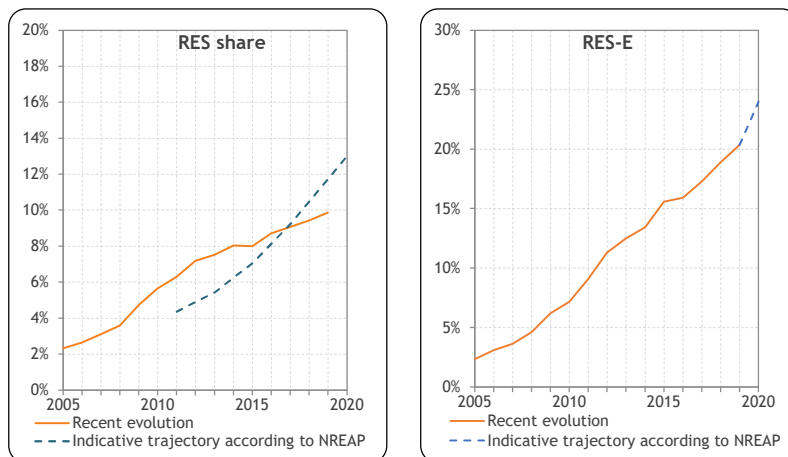 RES share
20%
18%
16%
14%
12%
10%
8%
6%
4%
2%
0%
2005 2010 2015 2020
Recent evolution
Indicative trajectory according to NREAP
RES-E
30%
25%
20%
15%
10%
5%
0%
2005 2010 2015 2020
Recent evolution
Indicative trajectory according to NREAP